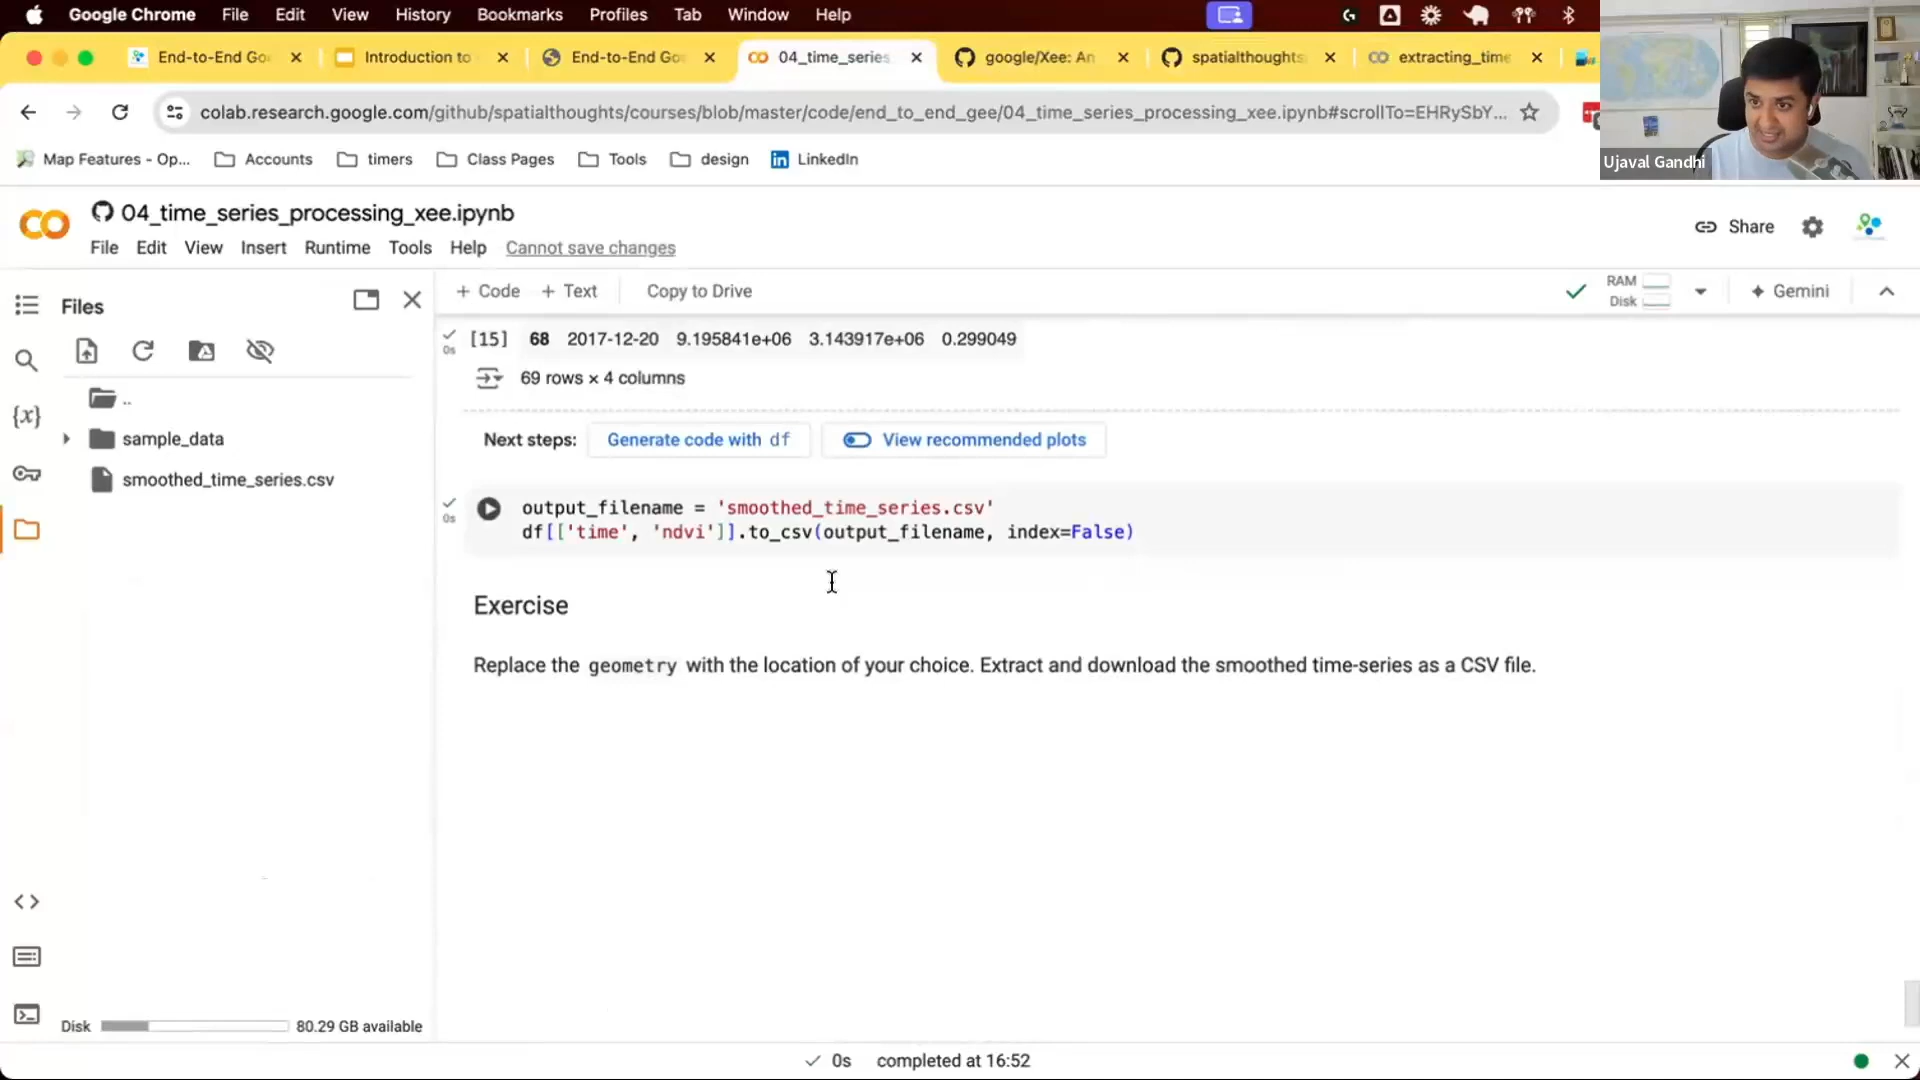 Google Chrome File Edit View History Bookmarks Profiles Tab Window Help
End-to-End Go
Introduction to
End-to-End Go
04_time_series
google/Xee: An
spatialthoughts
extracting_time
colab.research.google.com/github/spatialthoughts/courses/blob/master/code/end_to_end_gee/04_time_series_processing_xee.ipynb#scrollTo=EHRySbY...
Map Features - Op...
Accounts
timers
Class Pages
Tools
design
LinkedIn
Ujaval Gandhi
04_time_series_processing_xee.ipynb
File Edit View Insert Runtime Tools Help Cannot save changes
Share
Files
+ Code + Text Copy to Drive
RAM
Disk
Gemini
..
sample_data
smoothed_time_series.csv
Disk 80.29 GB available
0s
[15] 68 2017-12-20 9.195841e+06 3.143917e+06 0.299049
69 rows × 4 columns
Next steps: Generate code with df View recommended plots
0s
output_filename = 'smoothed_time_series.csv'
df[['time', 'ndvi']].to_csv(output_filename, index=False)
Exercise
Replace the geometry with the location of your choice. Extract and download the smoothed time-series as a CSV file.
0s completed at 16:52